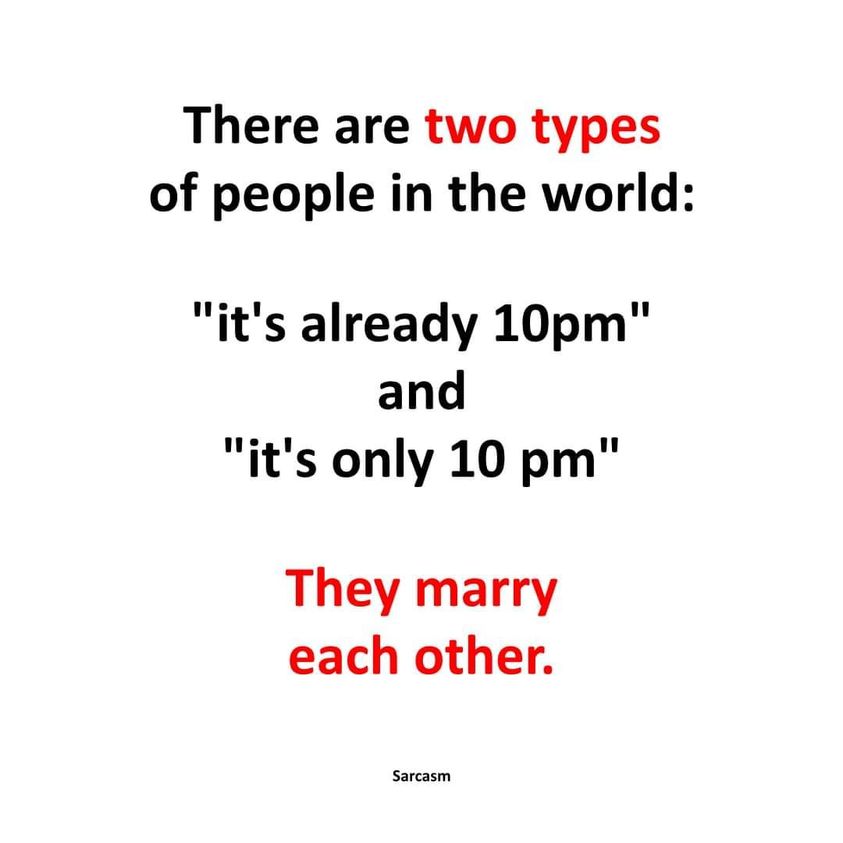 There are two types
of people in the world:
"it's already 10pm"
and
"it's only 10 pm"
They marry
each other.
Sarcasm